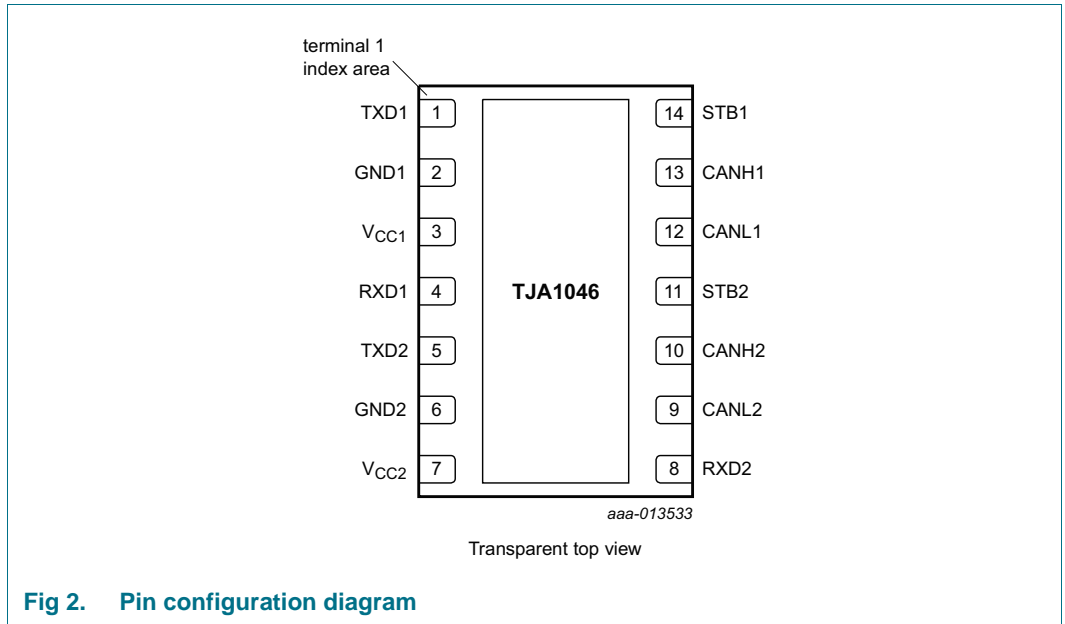 terminal 1
index area
TXD1 1 14 STB1
GND1 2 13 CANH1
VCC1 3 12 CANL1
RXD1 4 TJA1046 11 STB2
TXD2 5 10 CANH2
GND2 6 9 CANL2
VCC2 7 8 RXD2
aaa-013533
Transparent top view
Fig 2. Pin configuration diagram